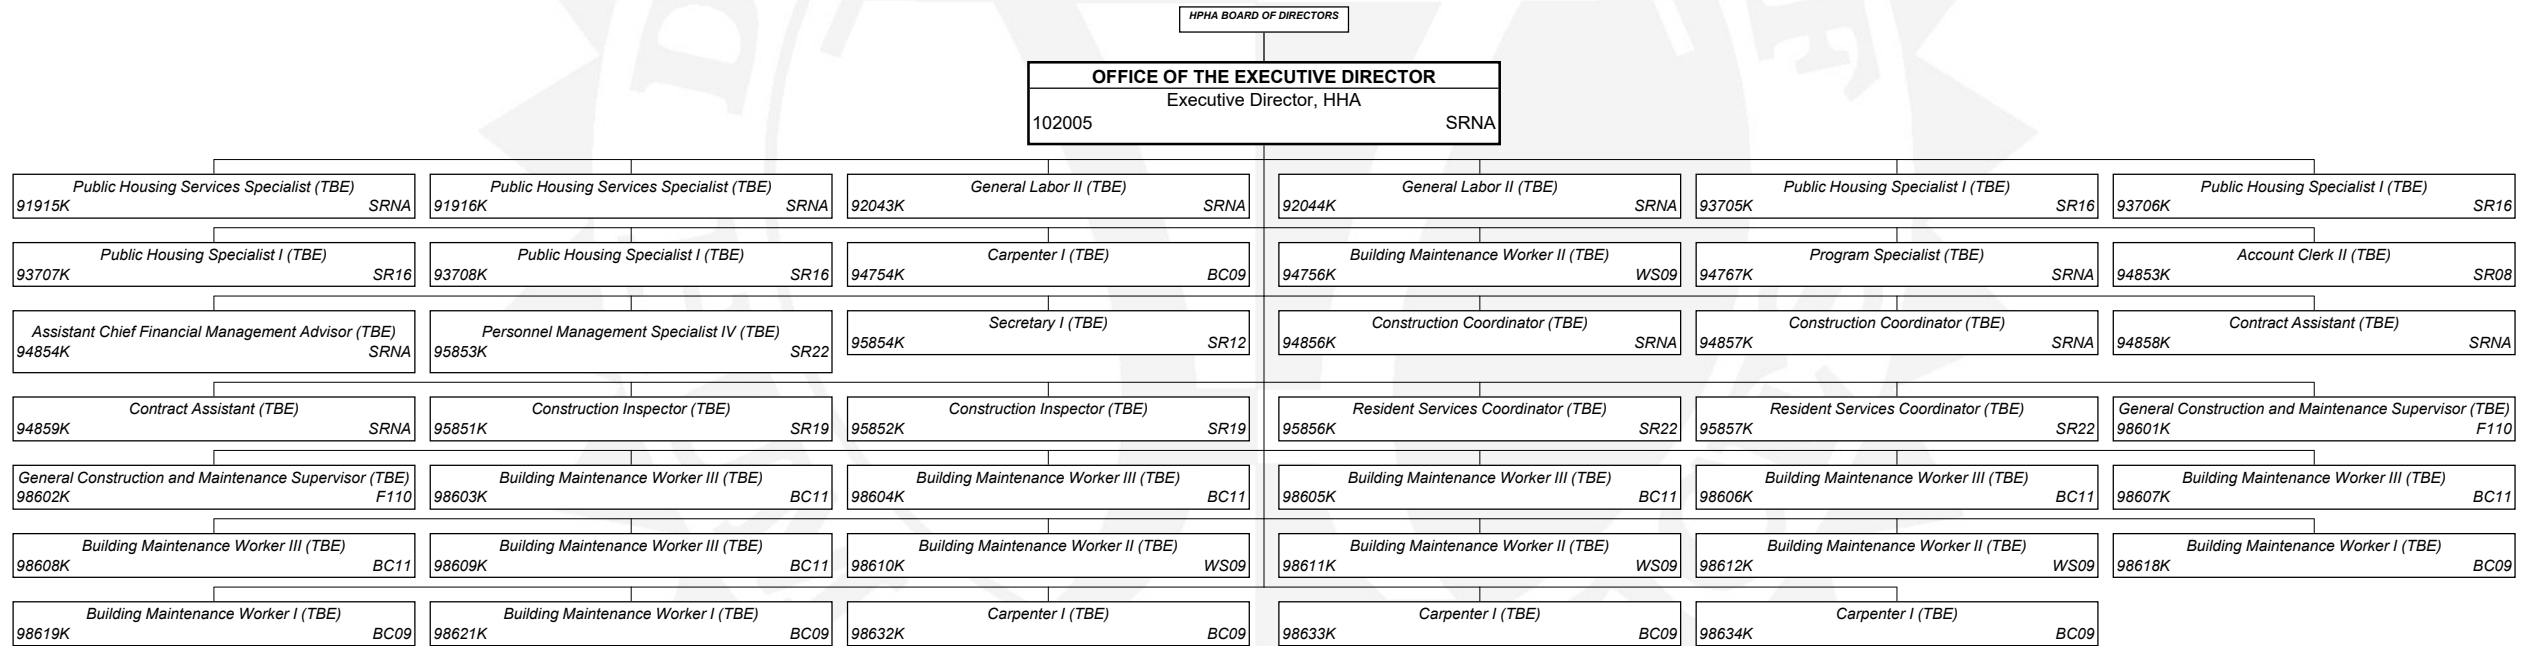 HPHA BOARD OF DIRECTORS
OFFICE OF THE EXECUTIVE DIRECTOR
Executive Director, HHA
102005 SRNA
Public Housing Services Specialist (TBE)
91915K SRNA
Public Housing Services Specialist (TBE)
91916K SRNA
General Labor II (TBE)
92043K SRNA
General Labor II (TBE)
92044K SRNA
Public Housing Specialist I (TBE)
93705K SR16
Public Housing Specialist I (TBE)
93706K SR16
Public Housing Specialist I (TBE)
93707K SR16
Public Housing Specialist I (TBE)
93708K SR16
Carpenter I (TBE)
94754K BC09
Building Maintenance Worker II (TBE)
94756K WS09
Program Specialist (TBE)
94767K SRNA
Account Clerk II (TBE)
94853K SR08
Assistant Chief Financial Management Advisor (TBE)
94854K SRNA
Personnel Management Specialist IV (TBE)
95853K SR22
Secretary I (TBE)
95854K SR12
Construction Coordinator (TBE)
94856K SRNA
Construction Coordinator (TBE)
94857K SRNA
Contract Assistant (TBE)
94858K SRNA
Contract Assistant (TBE)
94859K SRNA
Construction Inspector (TBE)
95851K SR19
Construction Inspector (TBE)
95852K SR19
Resident Services Coordinator (TBE)
95856K SR22
Resident Services Coordinator (TBE)
95857K SR22
General Construction and Maintenance Supervisor (TBE)
98601K F110
General Construction and Maintenance Supervisor (TBE)
98602K F110
Building Maintenance Worker III (TBE)
98603K BC11
Building Maintenance Worker III (TBE)
98604K BC11
Building Maintenance Worker III (TBE)
98605K BC11
Building Maintenance Worker III (TBE)
98606K BC11
Building Maintenance Worker III (TBE)
98607K BC11
Building Maintenance Worker III (TBE)
98608K BC11
Building Maintenance Worker III (TBE)
98609K BC11
Building Maintenance Worker II (TBE)
98610K WS09
Building Maintenance Worker II (TBE)
98611K WS09
Building Maintenance Worker II (TBE)
98612K WS09
Building Maintenance Worker I (TBE)
98618K BC09
Building Maintenance Worker I (TBE)
98619K BC09
Building Maintenance Worker I (TBE)
98621K BC09
Carpenter I (TBE)
98632K BC09
Carpenter I (TBE)
98633K BC09
Carpenter I (TBE)
98634K BC09